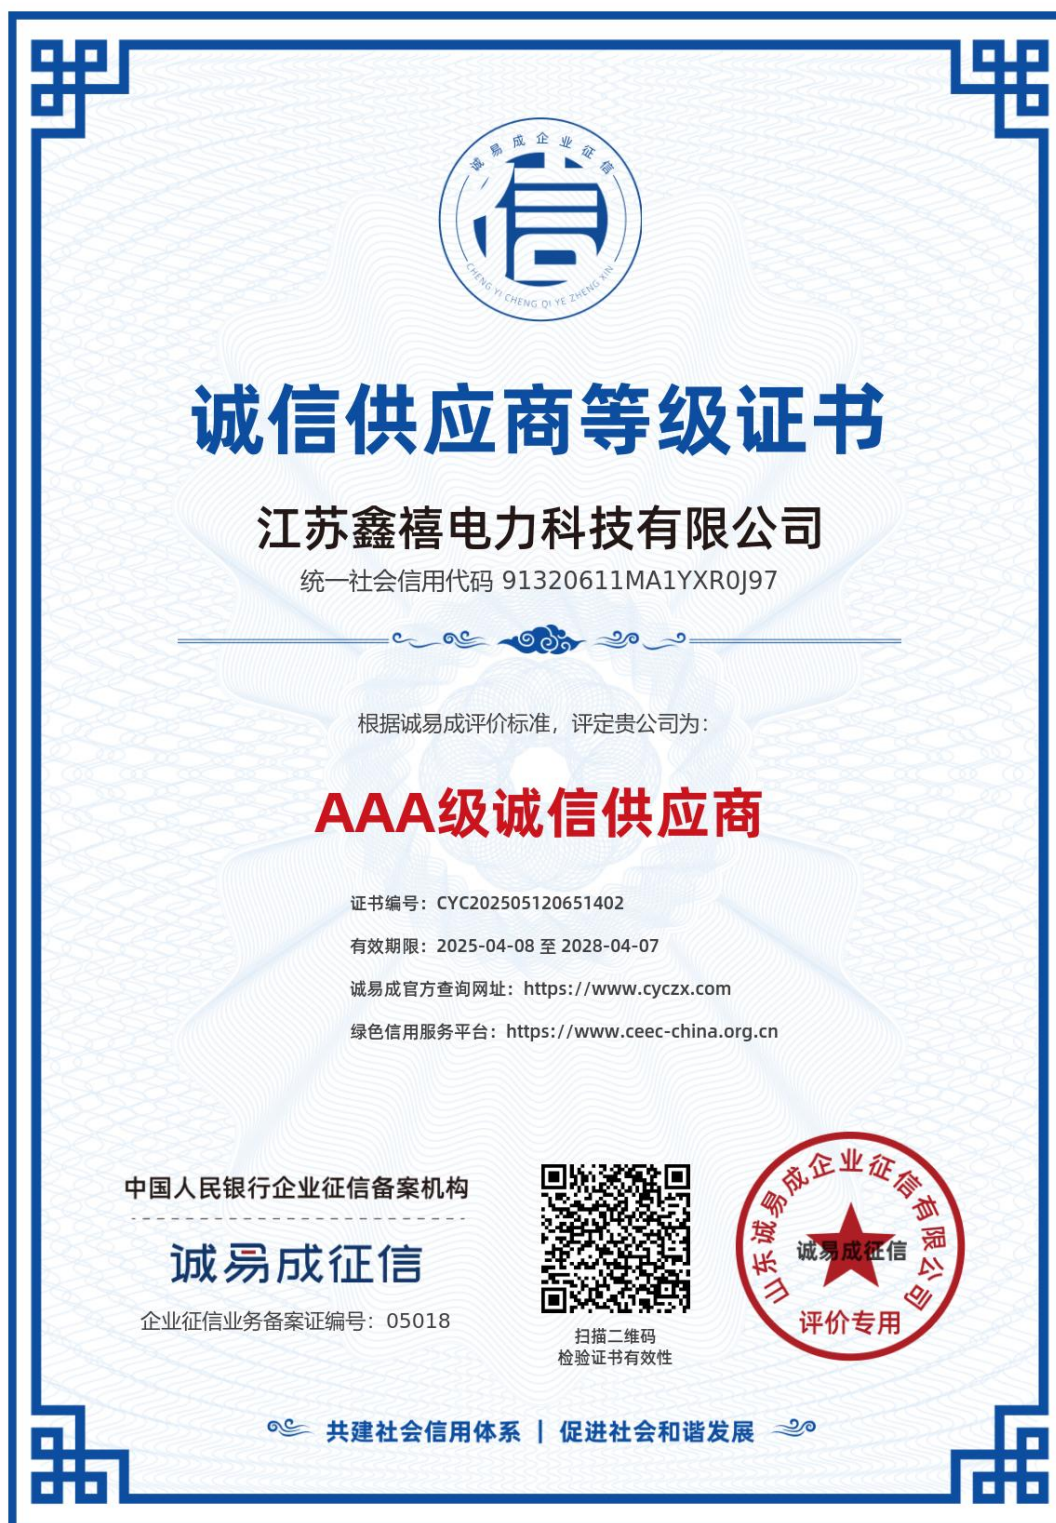 诚易成企业征信
信
CHENG YI CHENG QI YE ZHENG XIN
诚信供应商等级证书
江苏鑫禧电力科技有限公司
统一社会信用代码 91320611MA1YXR0J97
根据诚易成评价标准，评定贵公司为：
AAA级诚信供应商
证书编号：CYC202505120651402
有效期限：2025-04-08 至 2028-04-07
诚易成官方查询网址：https://www.cyczx.com
绿色信用服务平台：https://www.ceec-china.org.cn
中国人民银行企业征信备案机构
诚易成征信
企业征信业务备案证编号：05018
扫描二维码
检验证书有效性
山东诚易成企业征信有限公司
诚易成征信
评价专用
共建社会信用体系 | 促进社会和谐发展